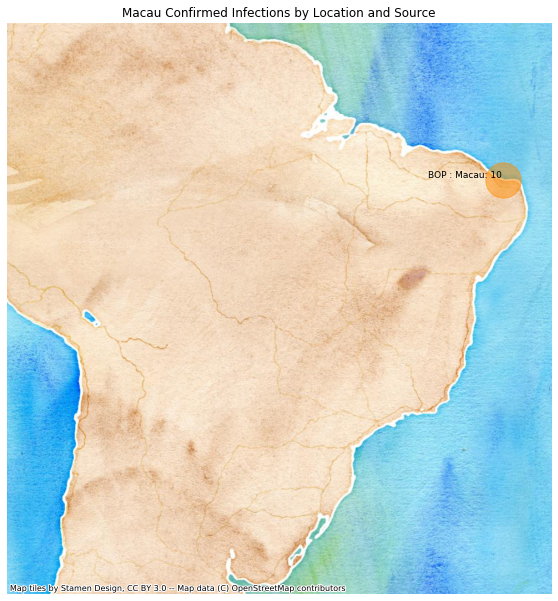 Macau Confirmed Infections by Location and Source
BOP : Macau: 10
Map tiles by Stamen Design, CC BY 3.0 -- Map data (C) OpenStreetMap contributors